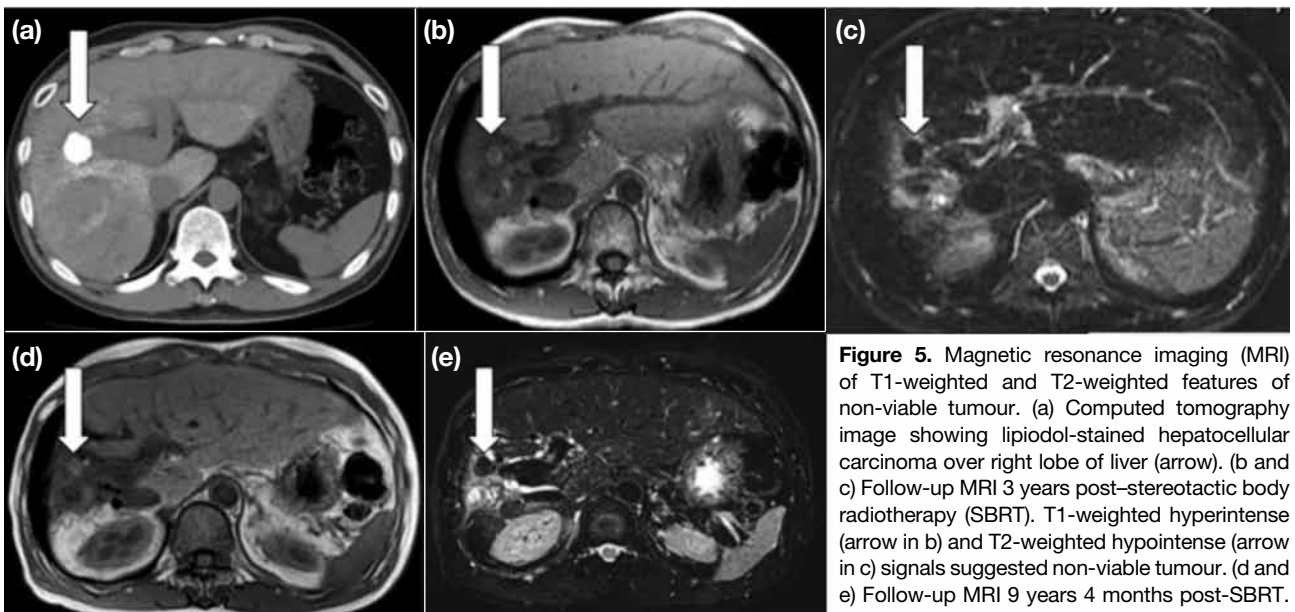 (a)
(b)
(c)
(d)
(e)
Figure 5. Magnetic resonance imaging (MRI)
of T1-weighted and T2-weighted features of
non-viable tumour. (a) Computed tomography
image showing lipiodol-stained hepatocellular
carcinoma over right lobe of liver (arrow). (b and
c) Follow-up MRI 3 years post–stereotactic body
radiotherapy (SBRT). T1-weighted hyperintense
(arrow in b) and T2-weighted hypointense (arrow
in c) signals suggested non-viable tumour. (d and
e) Follow-up MRI 9 years 4 months post-SBRT.